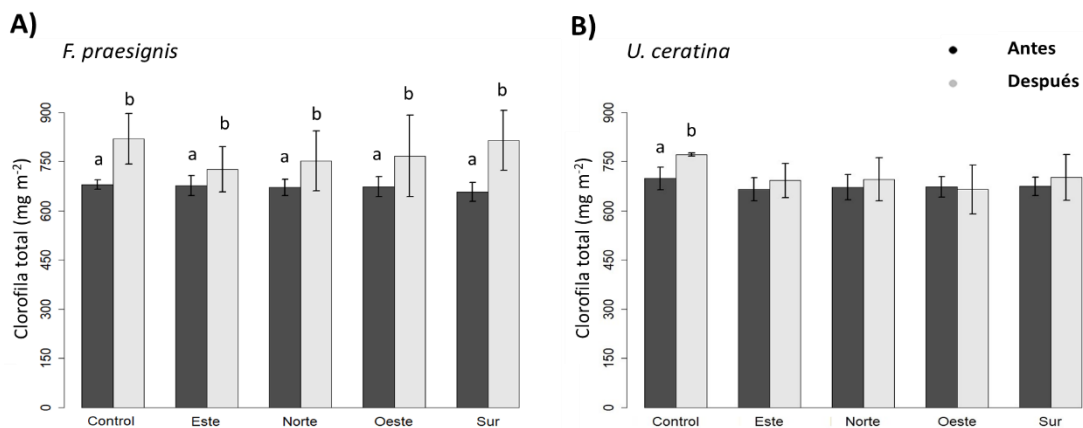 A)
F. praesignis
Clorofila total (mg m⁻²)
900
750
600
450
300
150
0
a b a b a b a b a b
Control Este Norte Oeste Sur
B)
U. ceratina
Antes
Después
Clorofila total (mg m⁻²)
900
750
600
450
300
150
0
a b
Control Este Norte Oeste Sur